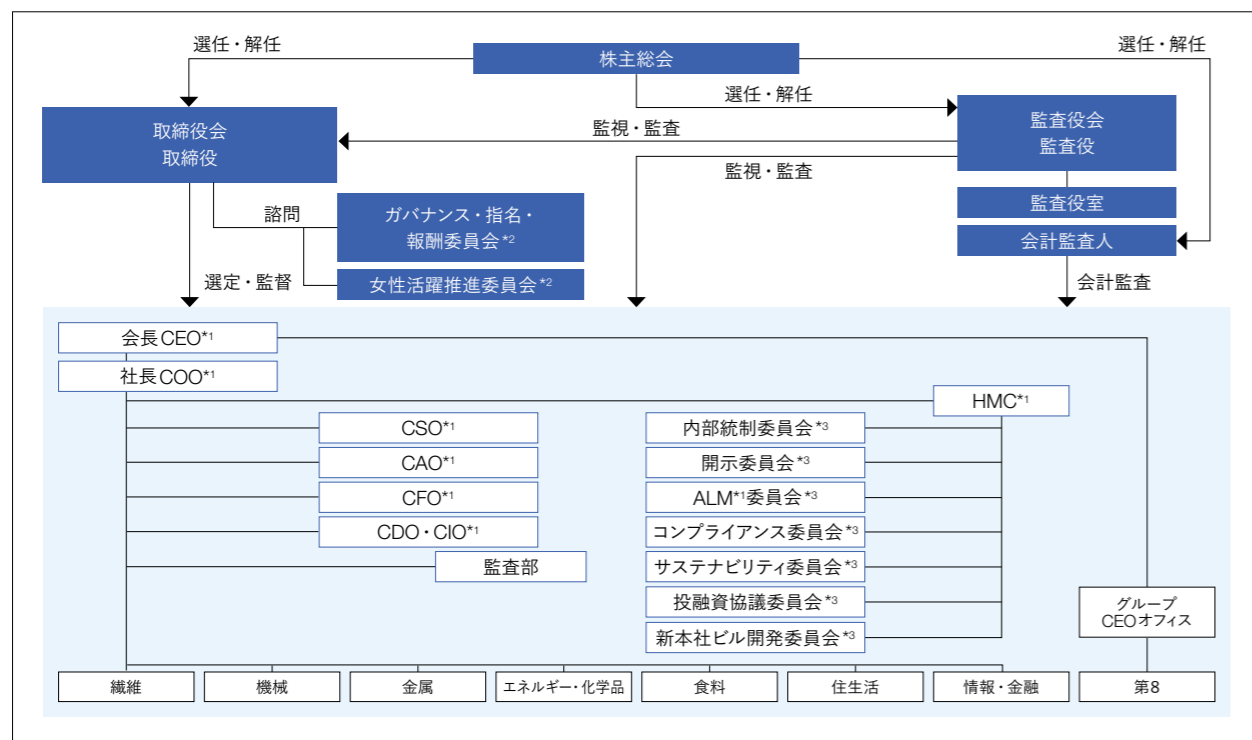 選任・解任
株主総会
選任・解任
選任・解任
取締役会
取締役
監視・監査
監査役会
監査役
監視・監査
諮問
ガバナンス・指名・
報酬委員会*2
監査役室
会計監査人
選定・監督
女性活躍推進委員会*2
会計監査
会長CEO*1
社長COO*1
HMC*1
CSO*1
内部統制委員会*3
CAO*1
開示委員会*3
CFO*1
ALM*1委員会*3
CDO・CIO*1
コンプライアンス委員会*3
監査部
サステナビリティ委員会*3
投融資協議委員会*3
グループ
CEOオフィス
新本社ビル開発委員会*3
繊維
機械
金属
エネルギー・化学品
食料
住生活
情報・金融
第8